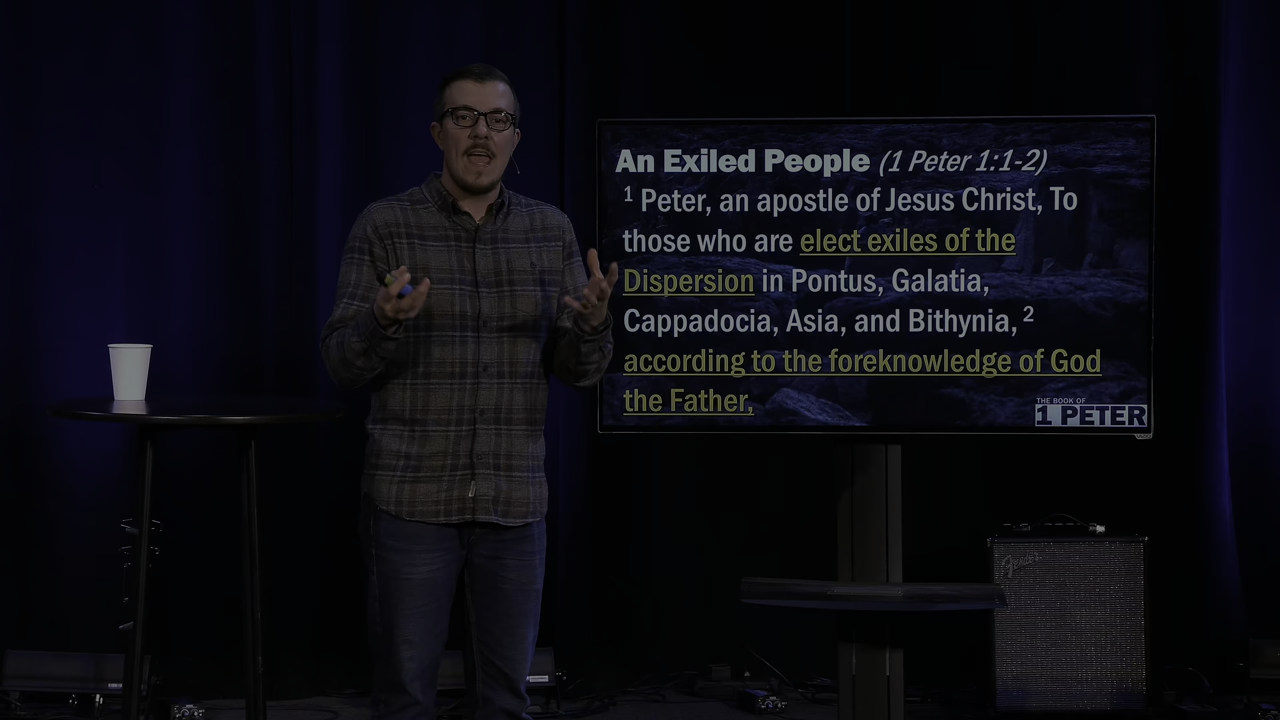 An Exiled People (1 Peter 1:1-2)
1 Peter, an apostle of Jesus Christ, To
those who are elect exiles of the
Dispersion in Pontus, Galatia,
Cappadocia, Asia, and Bithynia, 2
according to the foreknowledge of God
the Father,
THE BOOK OF
1 PETER
Fender